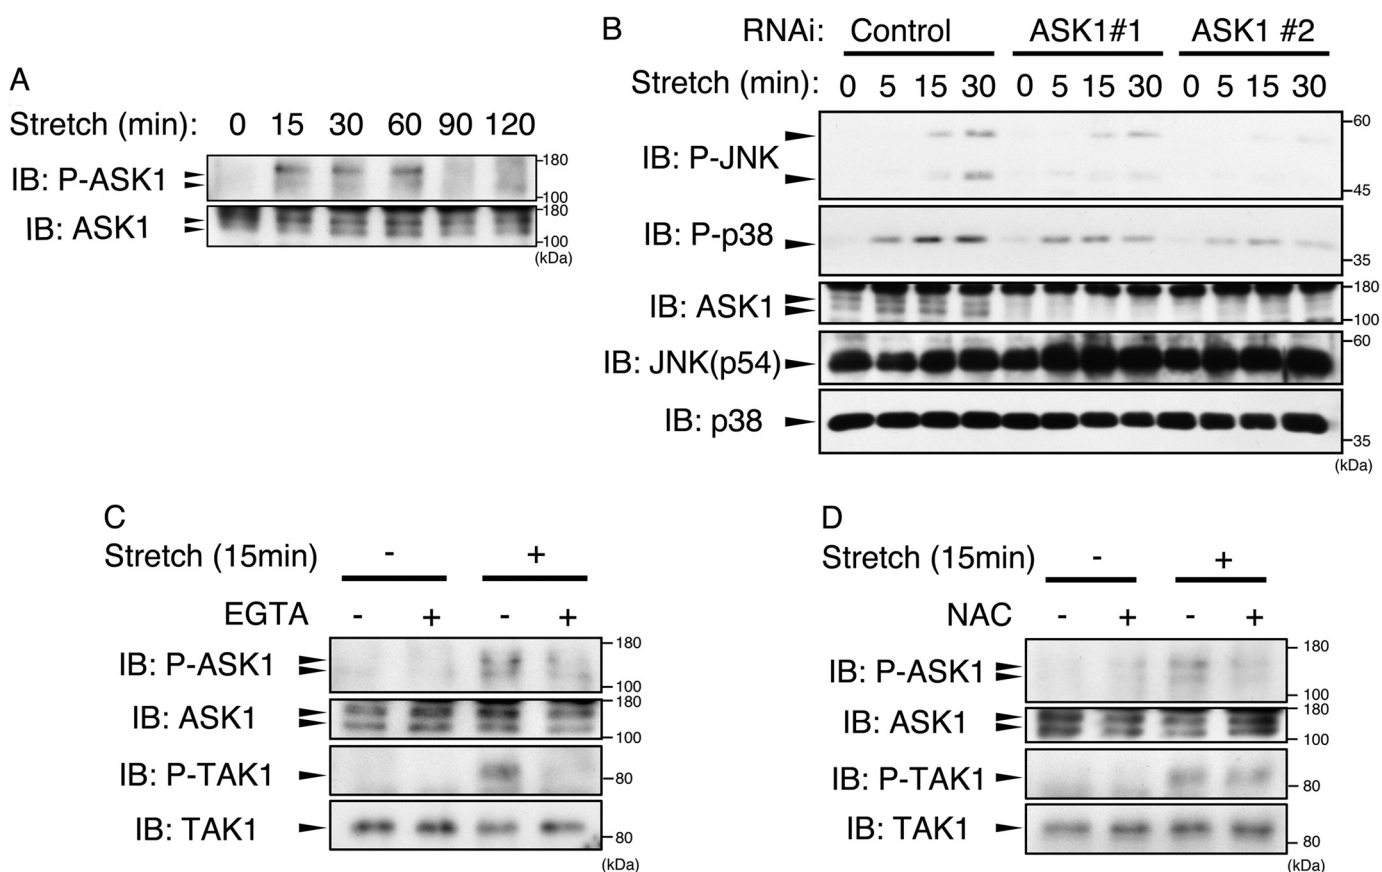 A
Stretch (min): 0 15 30 60 90 120
IB: P-ASK1
180
100
IB: ASK1
180
100
(kDa)
B
RNAi: Control ASK1#1 ASK1 #2
Stretch (min): 0 5 15 30 0 5 15 30 0 5 15 30
IB: P-JNK
60
45
IB: P-p38
35
IB: ASK1
180
100
IB: JNK(p54)
60
IB: p38
35
(kDa)
C
Stretch (15min) - +
EGTA - + - +
IB: P-ASK1
180
100
IB: ASK1
180
100
IB: P-TAK1
80
IB: TAK1
80
(kDa)
D
Stretch (15min) - +
NAC - + - +
IB: P-ASK1
180
100
IB: ASK1
180
100
IB: P-TAK1
80
IB: TAK1
80
(kDa)